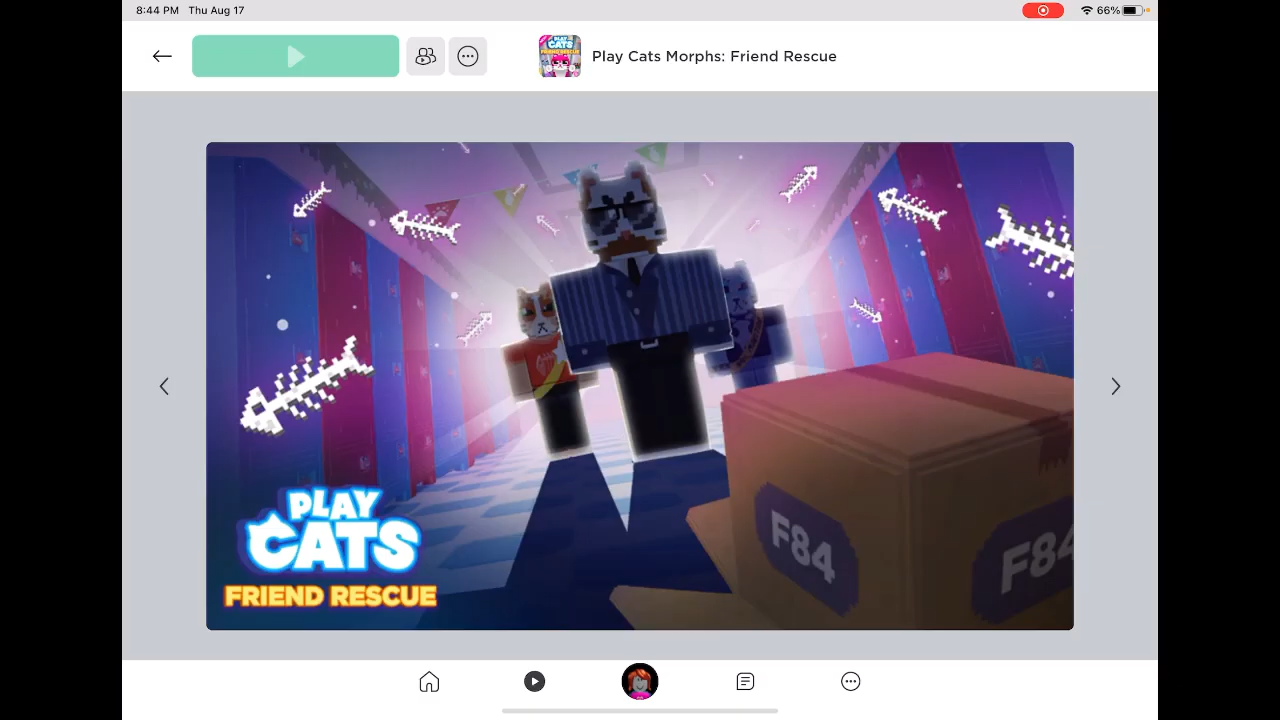 8:44 PM Thu Aug 17
66%
Play Cats Morphs: Friend Rescue
PLAY
CATS
FRIEND RESCUE
F84
F84